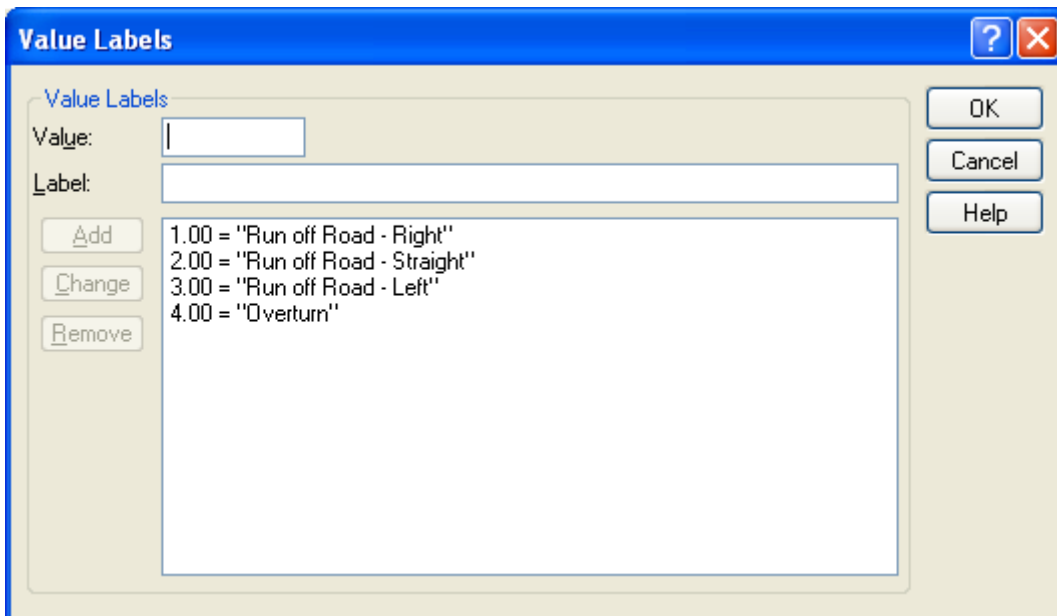 Value Labels
Value Labels
Value:
Label:
Add
Change
Remove
1.00 = "Run off Road - Right"
2.00 = "Run off Road - Straight"
3.00 = "Run off Road - Left"
4.00 = "Overturn"
OK
Cancel
Help